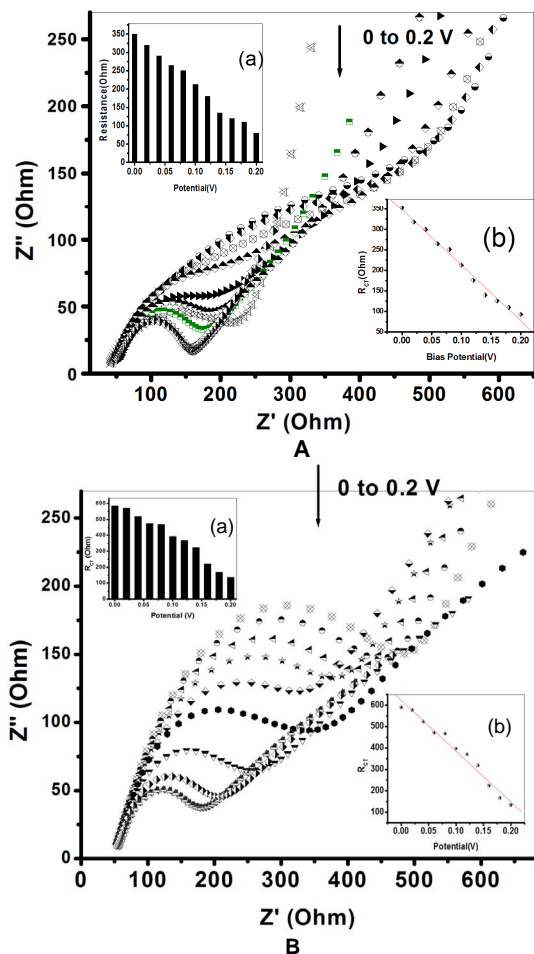 250
200
150
100
50
0
Z'' (Ohm)
100 200 300 400 500 600
Z' (Ohm)
0 to 0.2 V
(a)
350
300
250
200
150
100
50
0
Resistance(Ohm)
0.00 0.05 0.10 0.15 0.20
Potential(V)
(b)
350
300
250
200
150
100
50
R_CT(Ohm)
0.00 0.05 0.10 0.15 0.20
Bias Potential(V)
A
0 to 0.2 V
250
200
150
100
50
0
Z'' (Ohm)
0 100 200 300 400 500 600
Z' (Ohm)
(a)
600
500
400
300
200
100
0
R_CT (Ohm)
0.00 0.05 0.10 0.15 0.20
Potential (V)
(b)
600
500
400
300
200
100
R_CT
0.00 0.05 0.10 0.15 0.20
Potential(V)
B